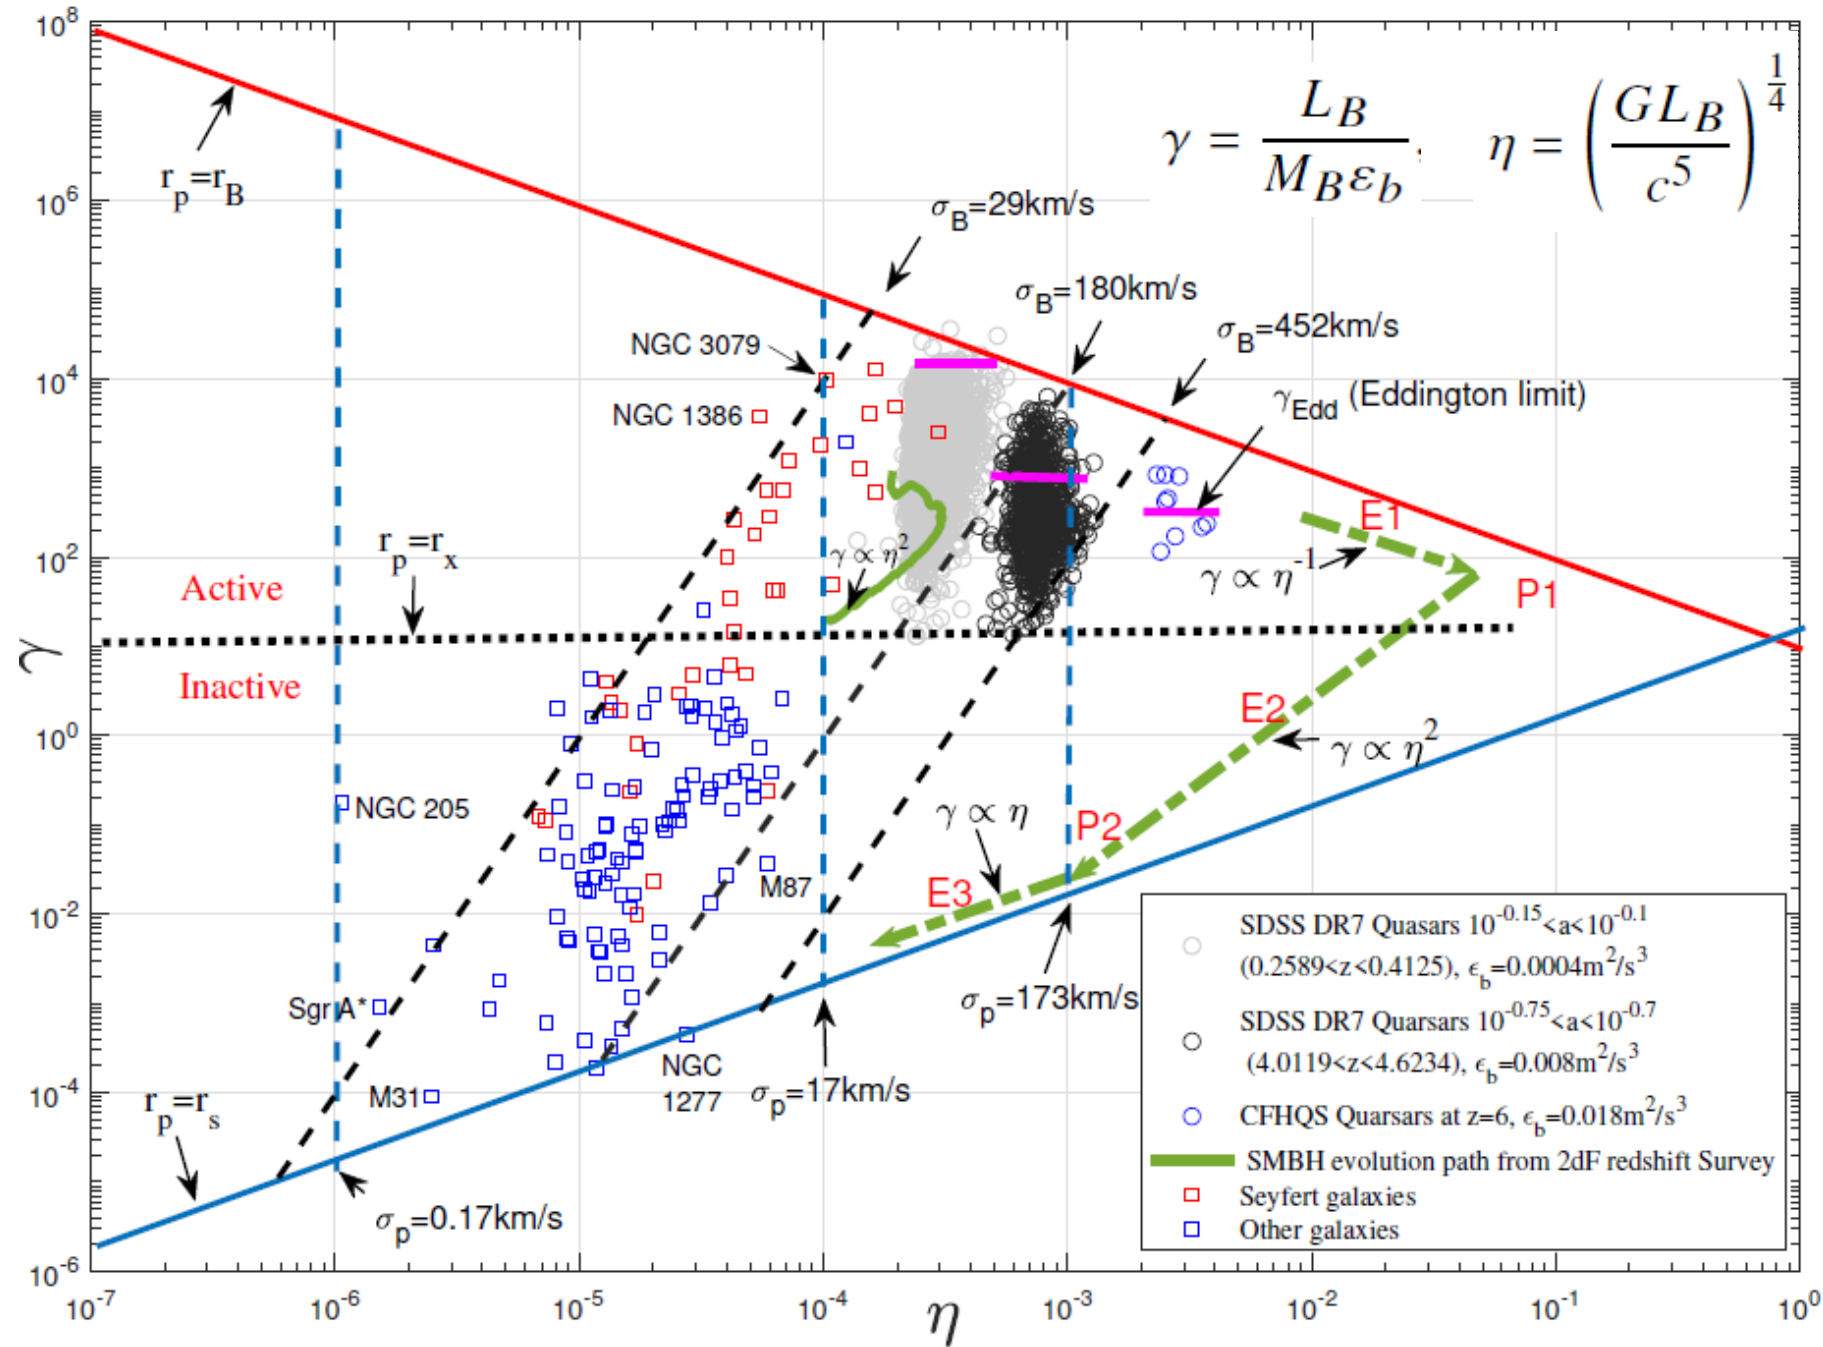 10^8
10^6
10^4
10^2
10^0
10^-2
10^-4
10^-6
γ
10^-7
10^-6
10^-5
10^-4
10^-3
10^-2
10^-1
10^0
η
γ = L_B / (M_B ε_b), η = (G L_B / c^5)^(1/4)
r_p=r_B
σ_B=29km/s
σ_B=180km/s
σ_B=452km/s
NGC 3079
NGC 1386
γ_Edd (Eddington limit)
E1
γ ∝ η^-1
P1
r_p=r_x
γ ∝ η^2
Active
Inactive
E2
γ ∝ η^2
NGC 205
γ ∝ η
P2
M87
E3
Sgr A*
σ_p=173km/s
M31
NGC
1277
σ_p=17km/s
r_p=r_s
σ_p=0.17km/s
SDSS DR7 Quasars 10^-0.15<a<10^-0.1
(0.2589<z<0.4125), ϵ_b=0.0004m^2/s^3
SDSS DR7 Quarsars 10^-0.75<a<10^-0.7
(4.0119<z<4.6234), ϵ_b=0.008m^2/s^3
CFHQS Quarsars at z=6, ϵ_b=0.018m^2/s^3
SMBH evolution path from 2dF redshift Survey
Seyfert galaxies
Other galaxies